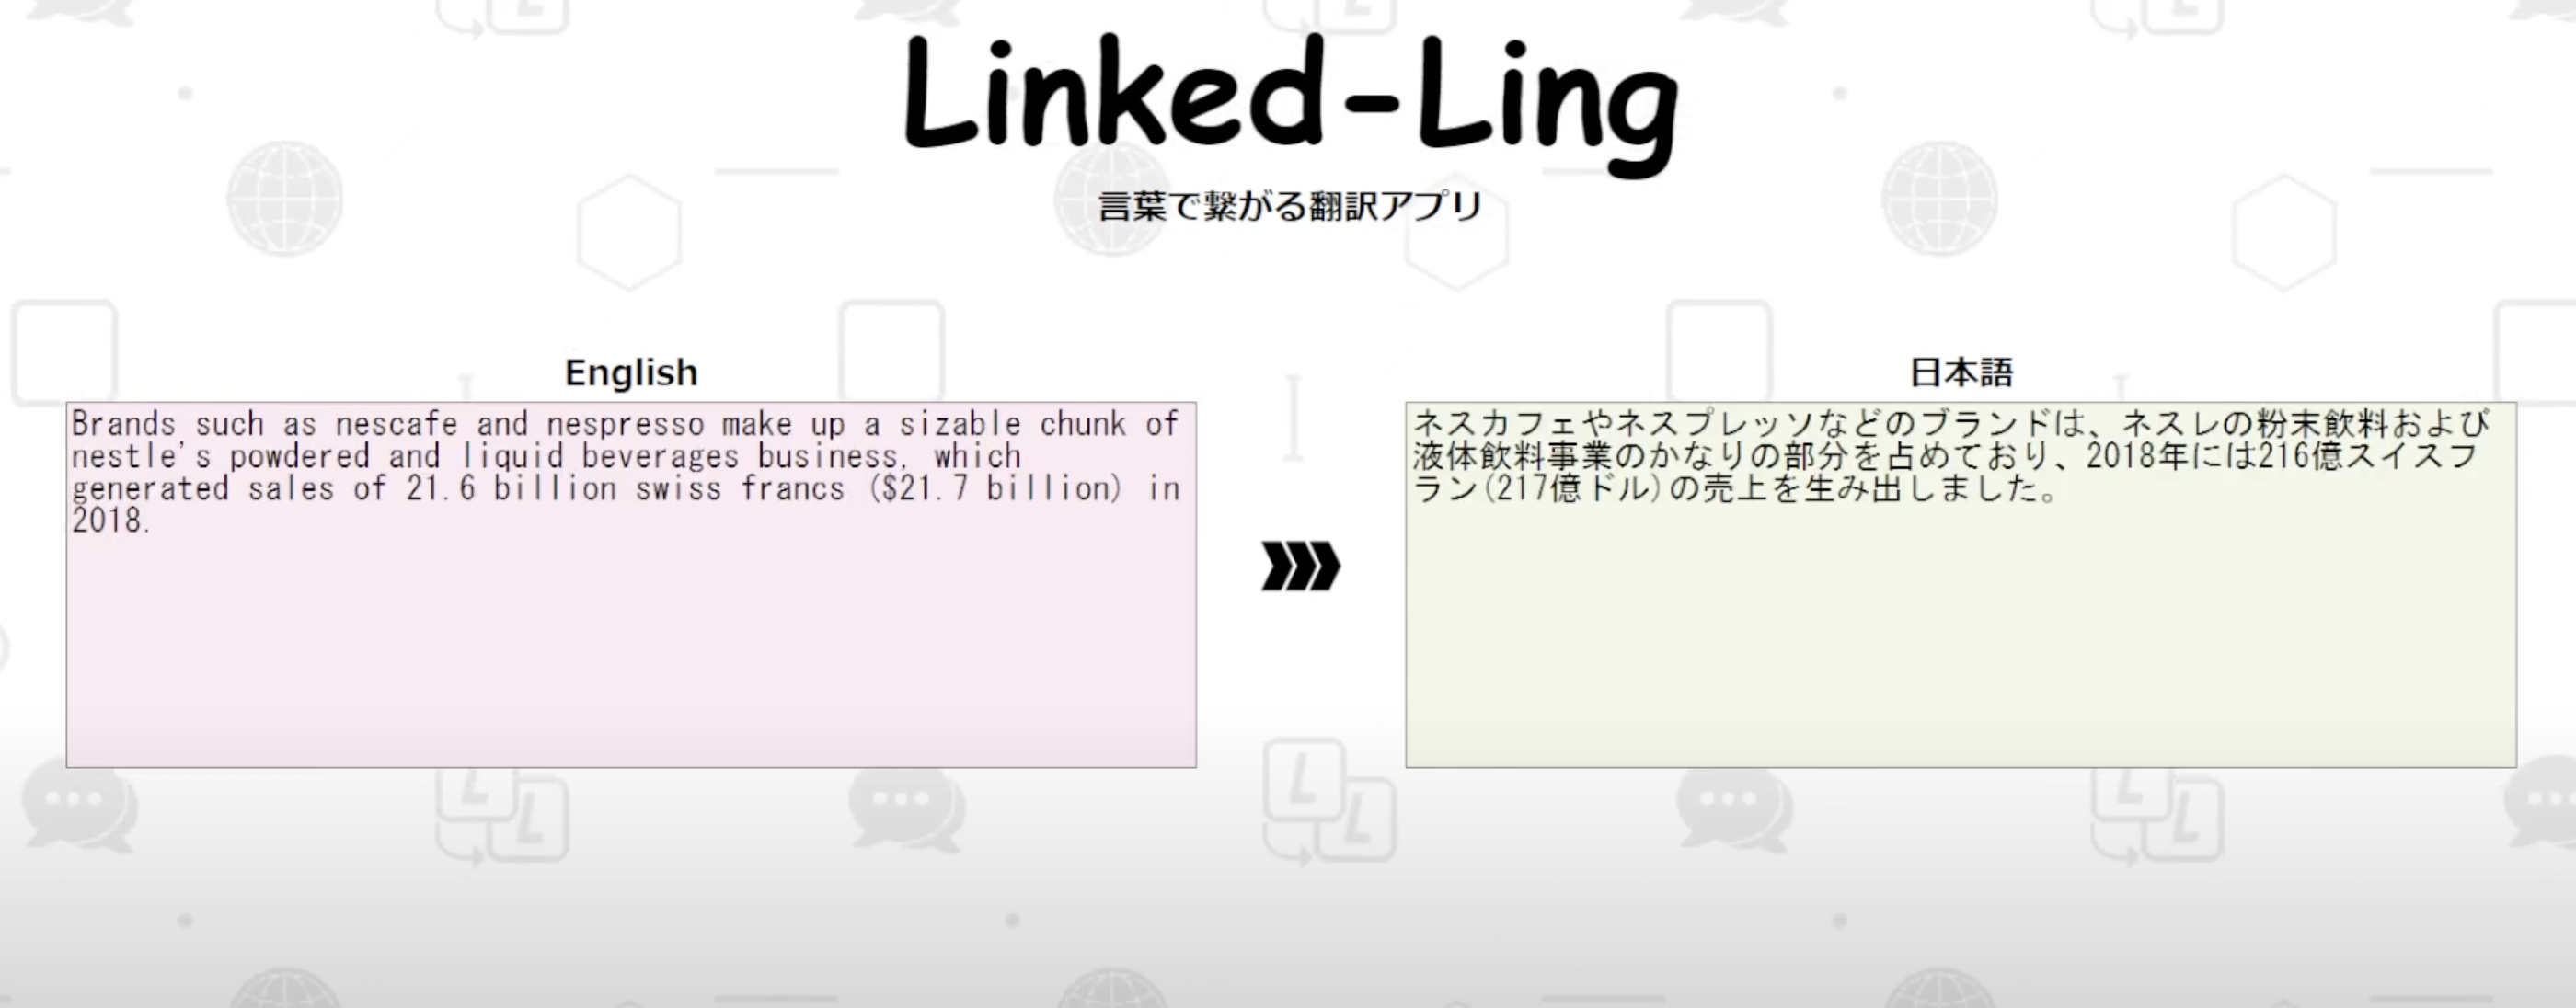 Linked-Ling
言葉で繋がる翻訳アプリ
English
Brands such as nescafe and nespresso make up a sizable chunk of
nestle's powdered and liquid beverages business, which
generated sales of 21.6 billion swiss francs ($21.7 billion) in
2018.
日本語
ネスカフェやネスプレッソなどのブランドは、ネスレの粉末飲料および
液体飲料事業のかなりの部分を占めており、2018年には216億スイスフ
ラン(217億ドル)の売上を生み出しました。